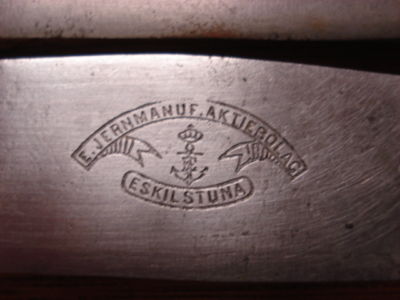 E. JERNMANUF. AKTIEBOLAG
ESKILSTUNA